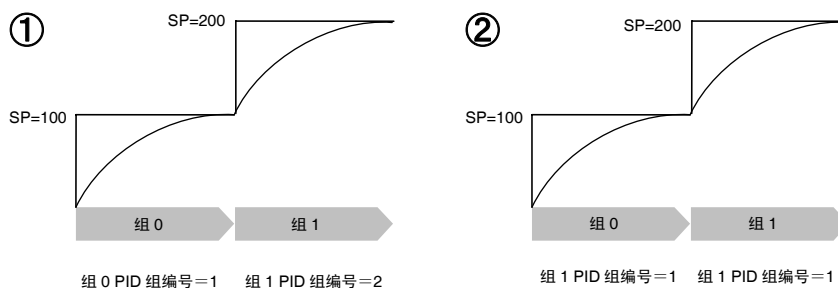 ①
SP=200
SP=100
组 0
组 1
组 0 PID 组编号=1
组 1 PID 组编号=2
②
SP=200
SP=100
组 0
组 1
组 1 PID 组编号=1
组 1 PID 组编号=1